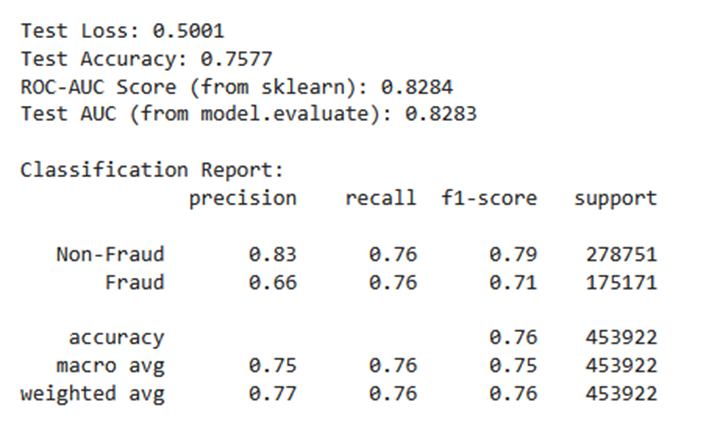 Test Loss: 0.5001
Test Accuracy: 0.7577
ROC-AUC Score (from sklearn): 0.8284
Test AUC (from model.evaluate): 0.8283
Classification Report:
precision recall f1-score support
Non-Fraud 0.83 0.76 0.79 278751
Fraud 0.66 0.76 0.71 175171
accuracy 0.76 453922
macro avg 0.75 0.76 0.75 453922
weighted avg 0.77 0.76 0.76 453922